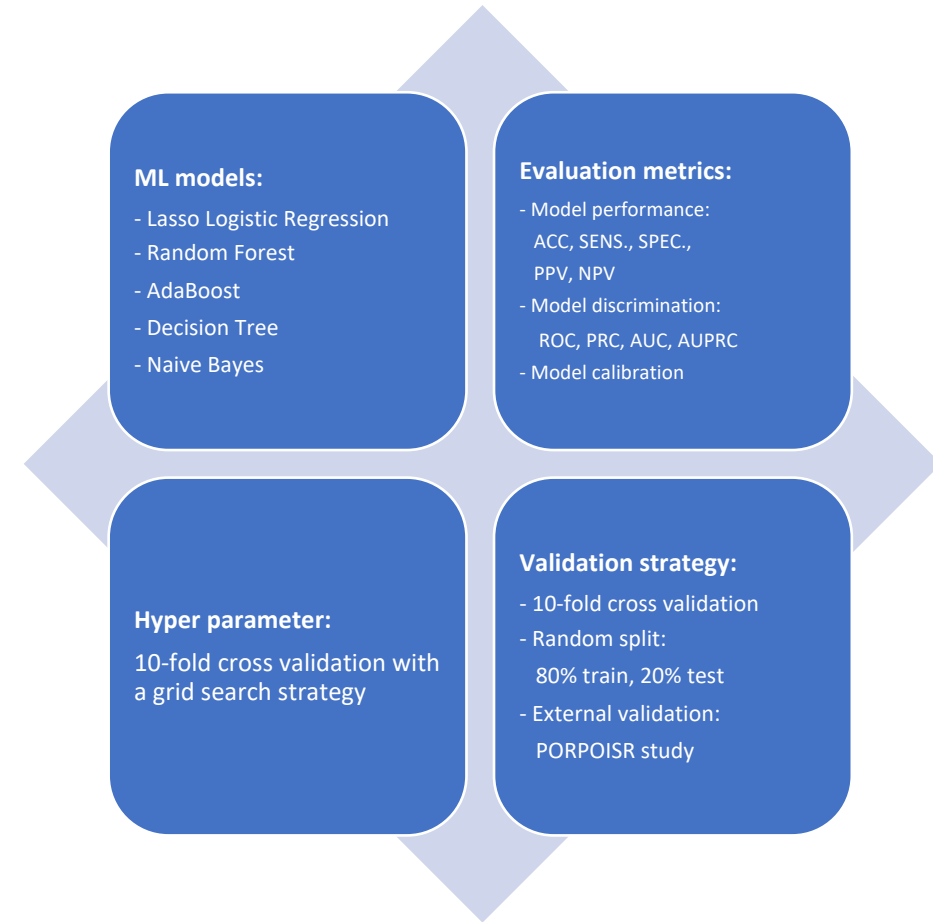 ML models:
- Lasso Logistic Regression
- Random Forest
- AdaBoost
- Decision Tree
- Naive Bayes
Evaluation metrics:
- Model performance:
ACC, SENS., SPEC.,
PPV, NPV
- Model discrimination:
ROC, PRC, AUC, AUPRC
- Model calibration
Hyper parameter:
10-fold cross validation with
a grid search strategy
Validation strategy:
- 10-fold cross validation
- Random split:
80% train, 20% test
- External validation:
PORPOISR study